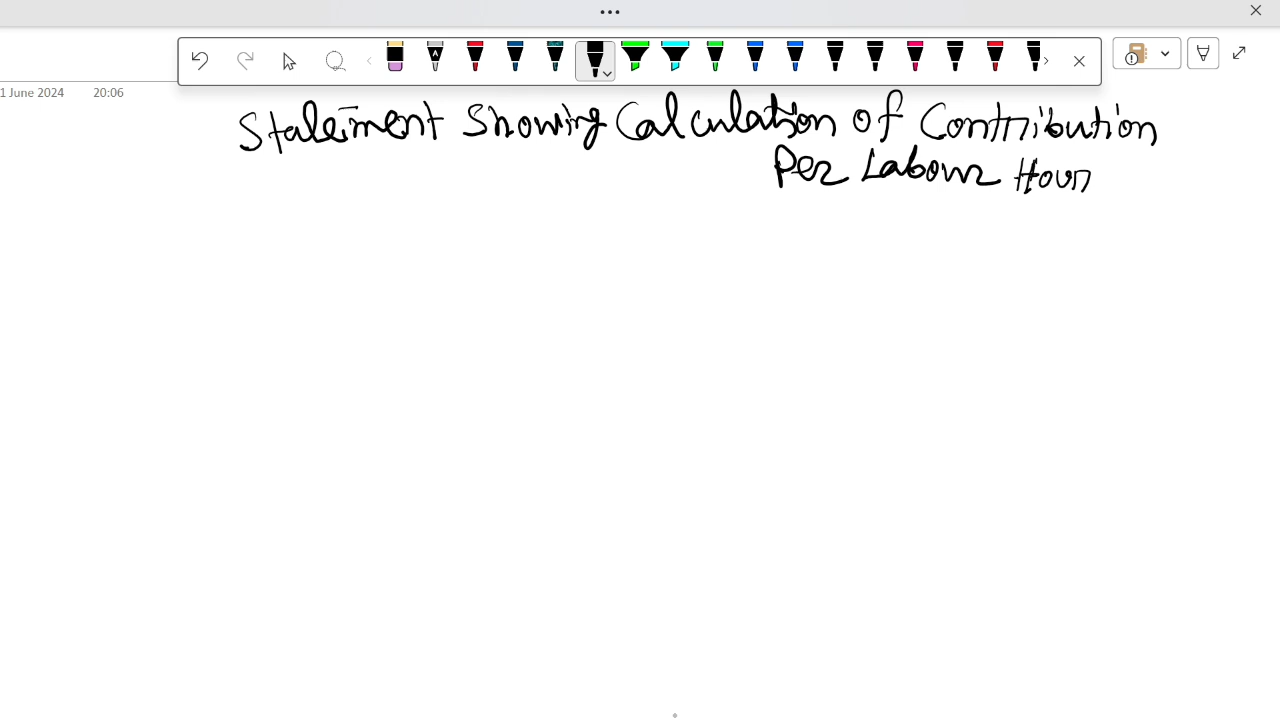 1 June 2024 20:06
Statement Showing Calculation of Contribution
Per Labour Hour